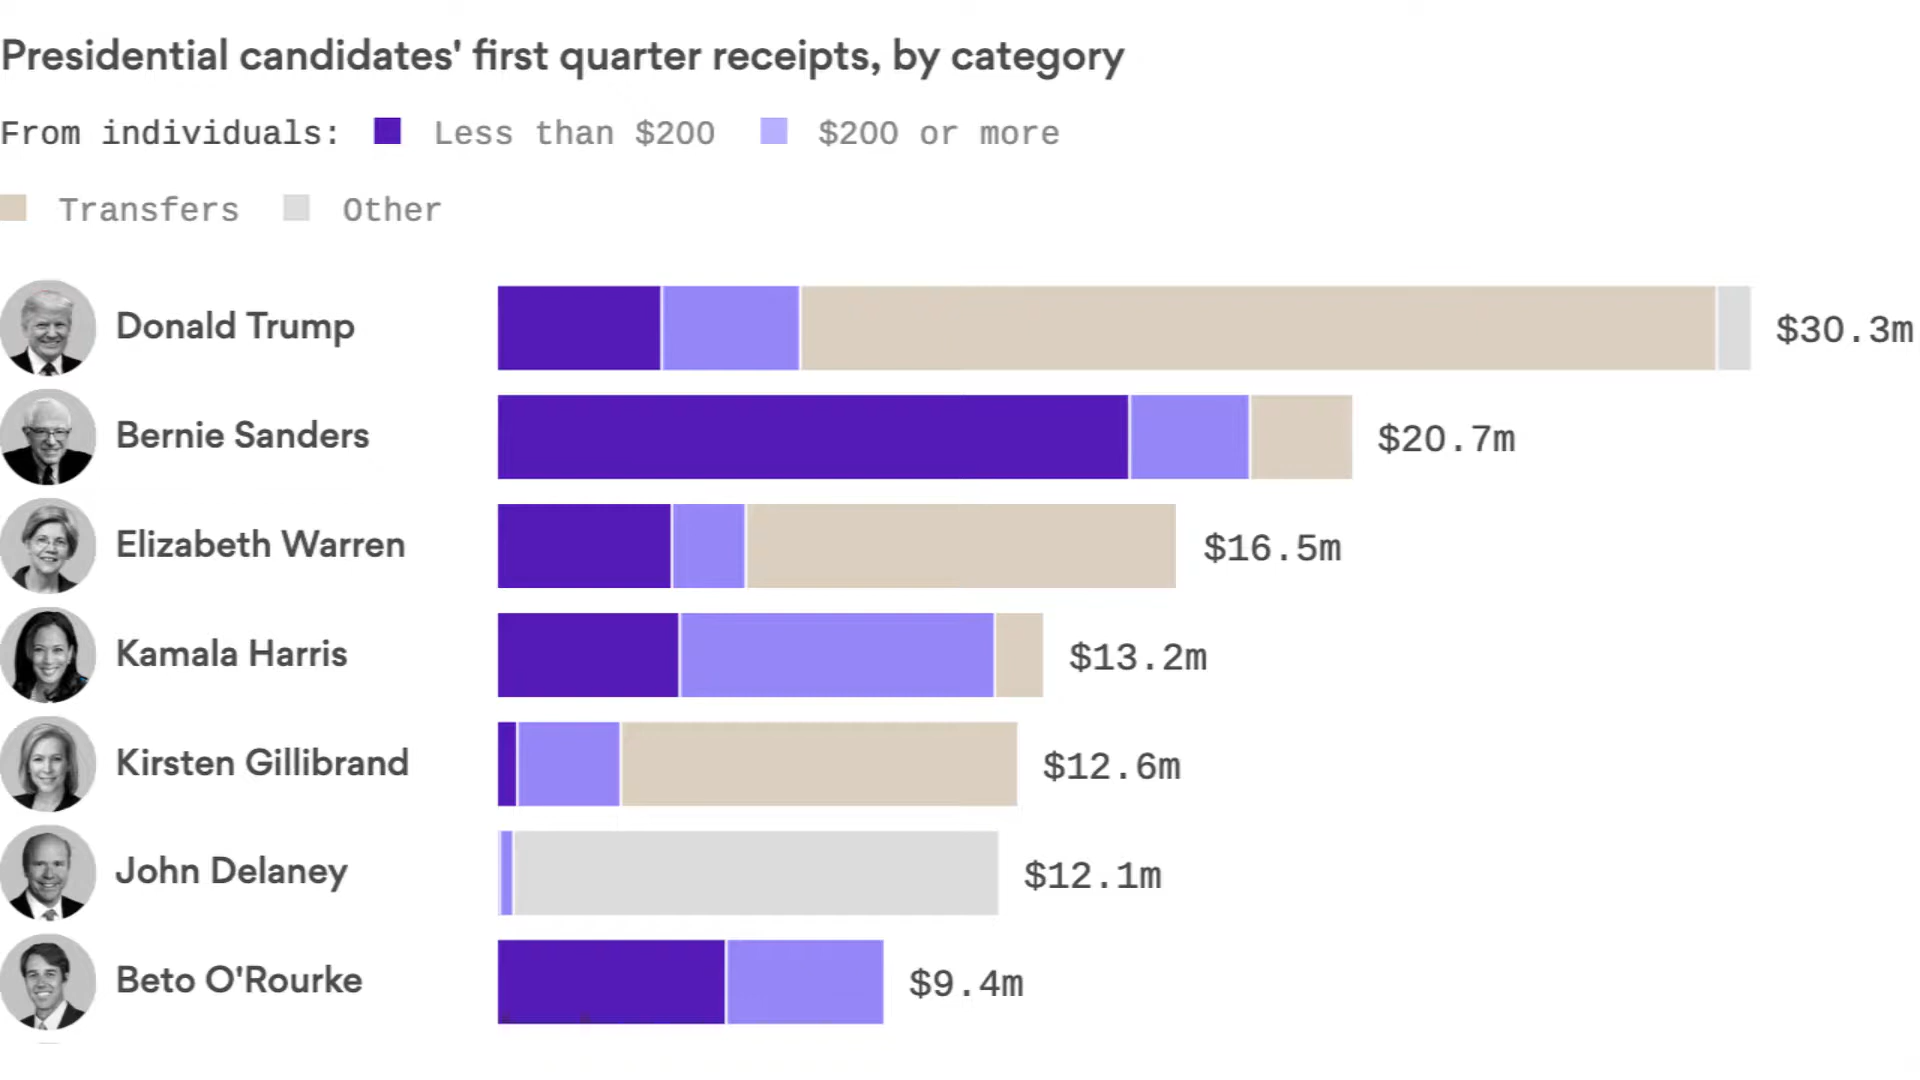 Presidential candidates' first quarter receipts, by category
From individuals: Less than $200 $200 or more
Transfers Other
Donald Trump $30.3m
Bernie Sanders $20.7m
Elizabeth Warren $16.5m
Kamala Harris $13.2m
Kirsten Gillibrand $12.6m
John Delaney $12.1m
Beto O'Rourke $9.4m